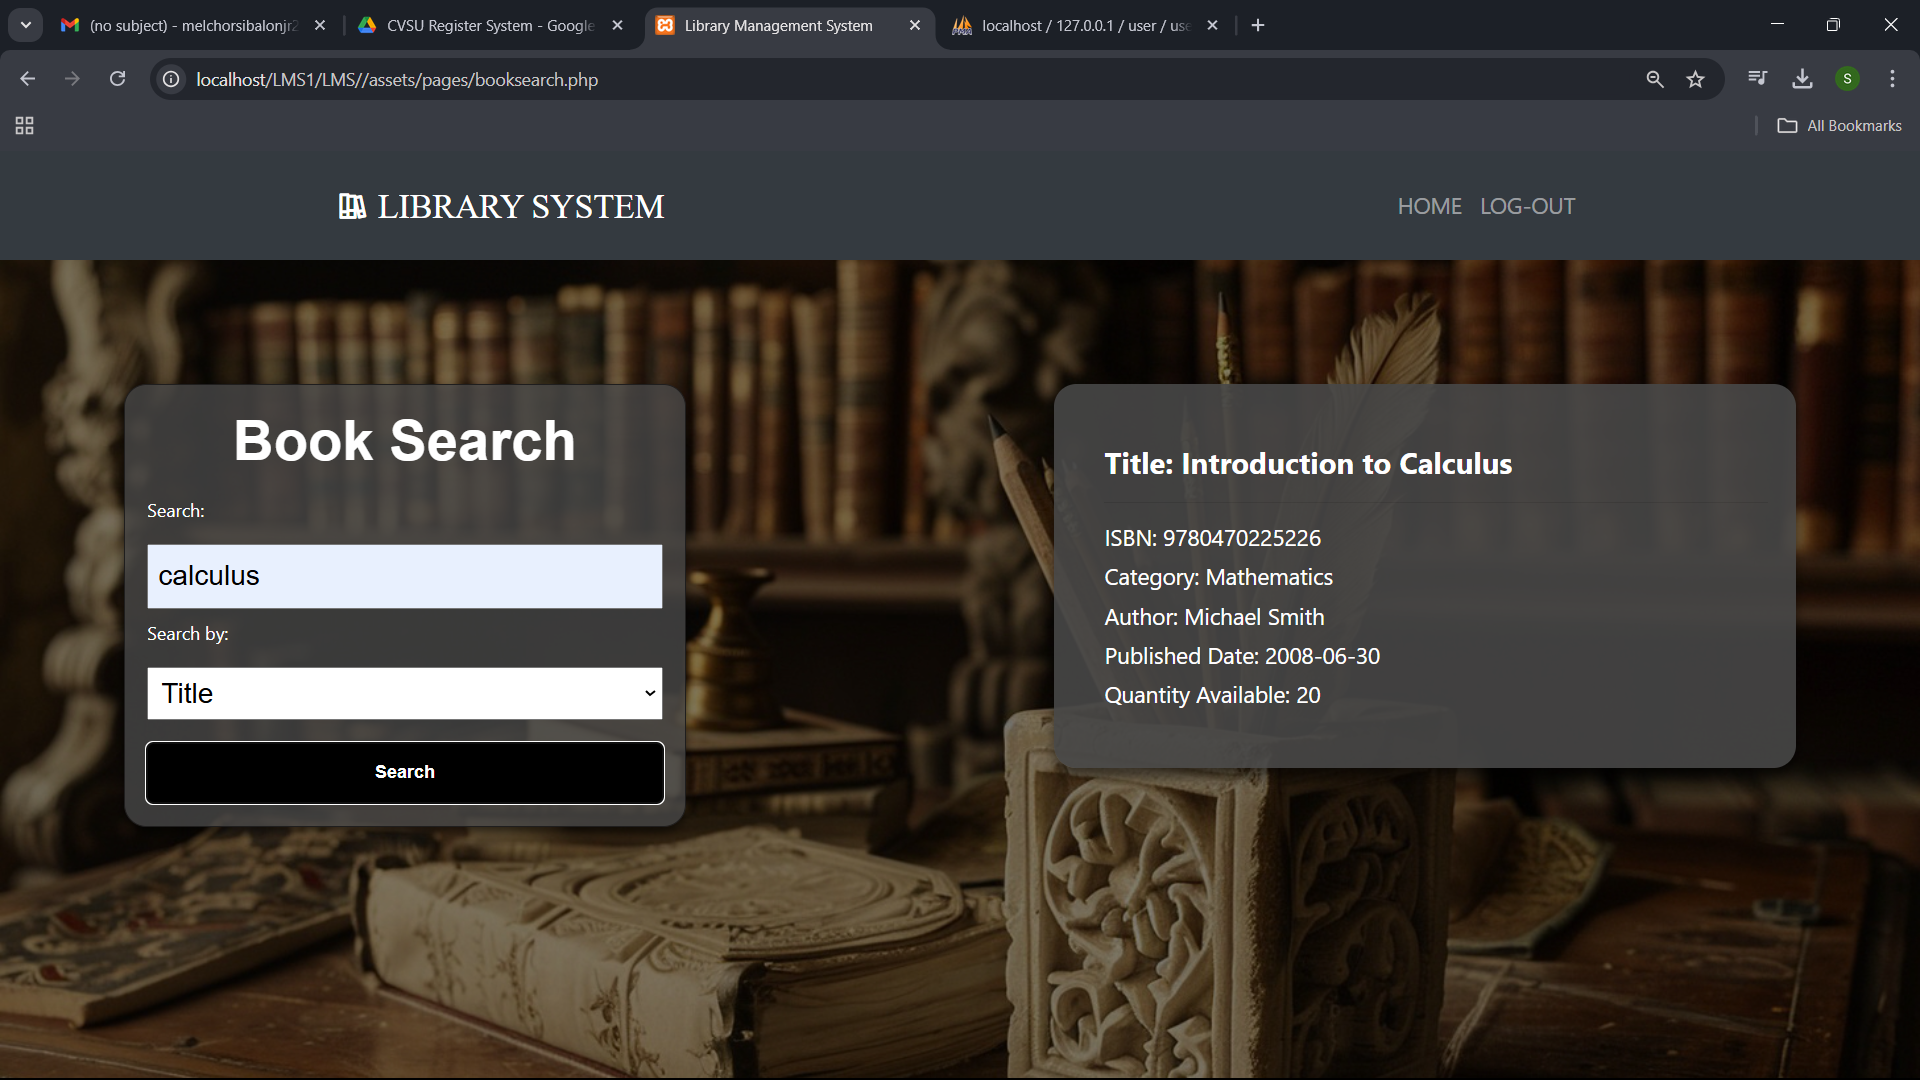 (no subject) - melchorsibalonjr2
CVSU Register System - Google
Library Management System
localhost / 127.0.0.1 / user / use
localhost/LMS1/LMS//assets/pages/booksearch.php
S
All Bookmarks
LIBRARY SYSTEM
HOME LOG-OUT
Book Search
Search:
calculus
Search by:
Title
Search
Title: Introduction to Calculus
ISBN: 9780470225226
Category: Mathematics
Author: Michael Smith
Published Date: 2008-06-30
Quantity Available: 20